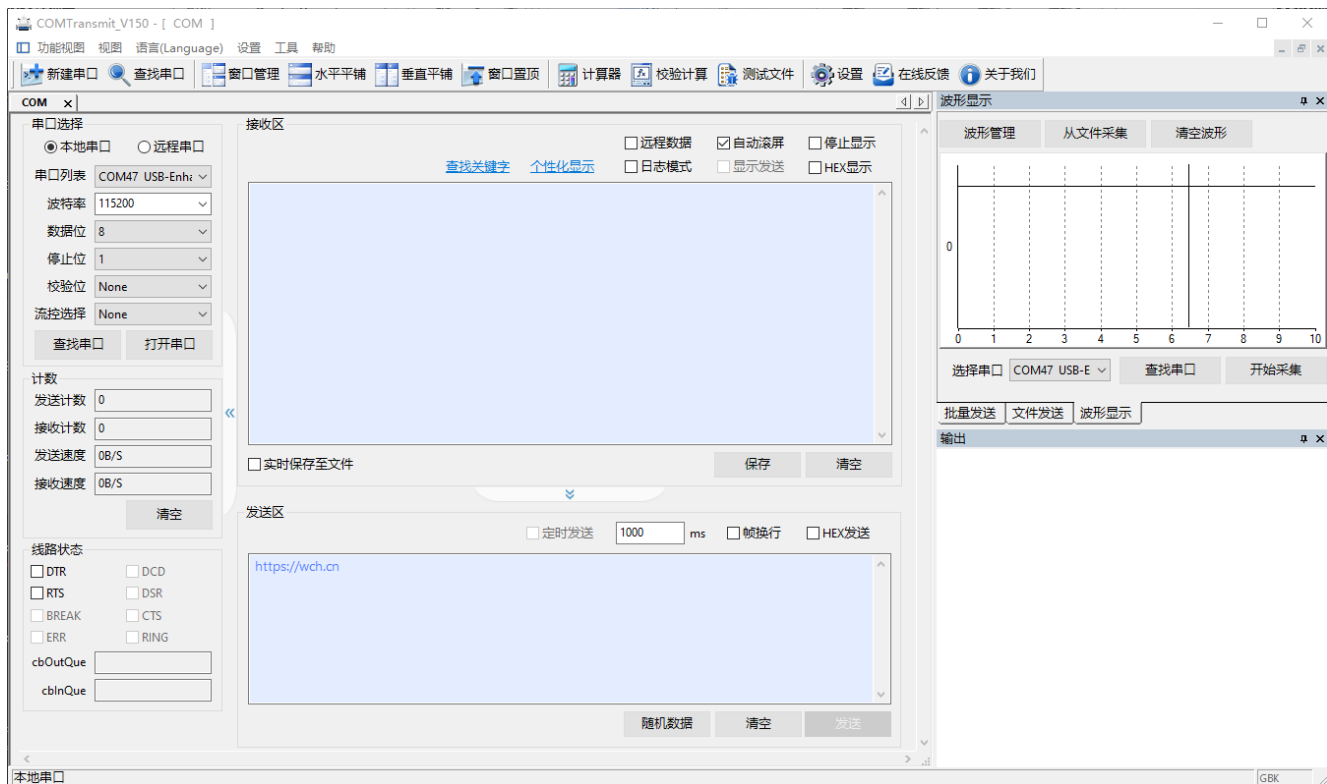 COMTransmit_V150 - [ COM ]
功能视图 视图 语言(Language) 设置 工具 帮助
新建串口 查找串口 窗口管理 水平平铺 垂直平铺 窗口置顶 计算器 校验计算 测试文件 设置 在线反馈 关于我们
COM x
串口选择
本地串口 远程串口
串口列表 COM47 USB-Enha
波特率 115200
数据位 8
停止位 1
校验位 None
流控选择 None
查找串口 打开串口
计数
发送计数 0
接收计数 0
发送速度 0B/S
接收速度 0B/S
清空
线路状态
DTR DCD
RTS DSR
BREAK CTS
ERR RING
cbOutQue
cbInQue
接收区
远程数据 自动滚屏 停止显示
查找关键字 个性化显示 日志模式 显示发送 HEX显示
实时保存至文件 保存 清空
发送区
定时发送 1000 ms 帧换行 HEX发送
https://wch.cn
随机数据 清空 发送
波形显示
波形管理 从文件采集 清空波形
0
0 1 2 3 4 5 6 7 8 9 10
选择串口 COM47 USB-E 查找串口 开始采集
批量发送 文件发送 波形显示
输出
本地串口 GBK